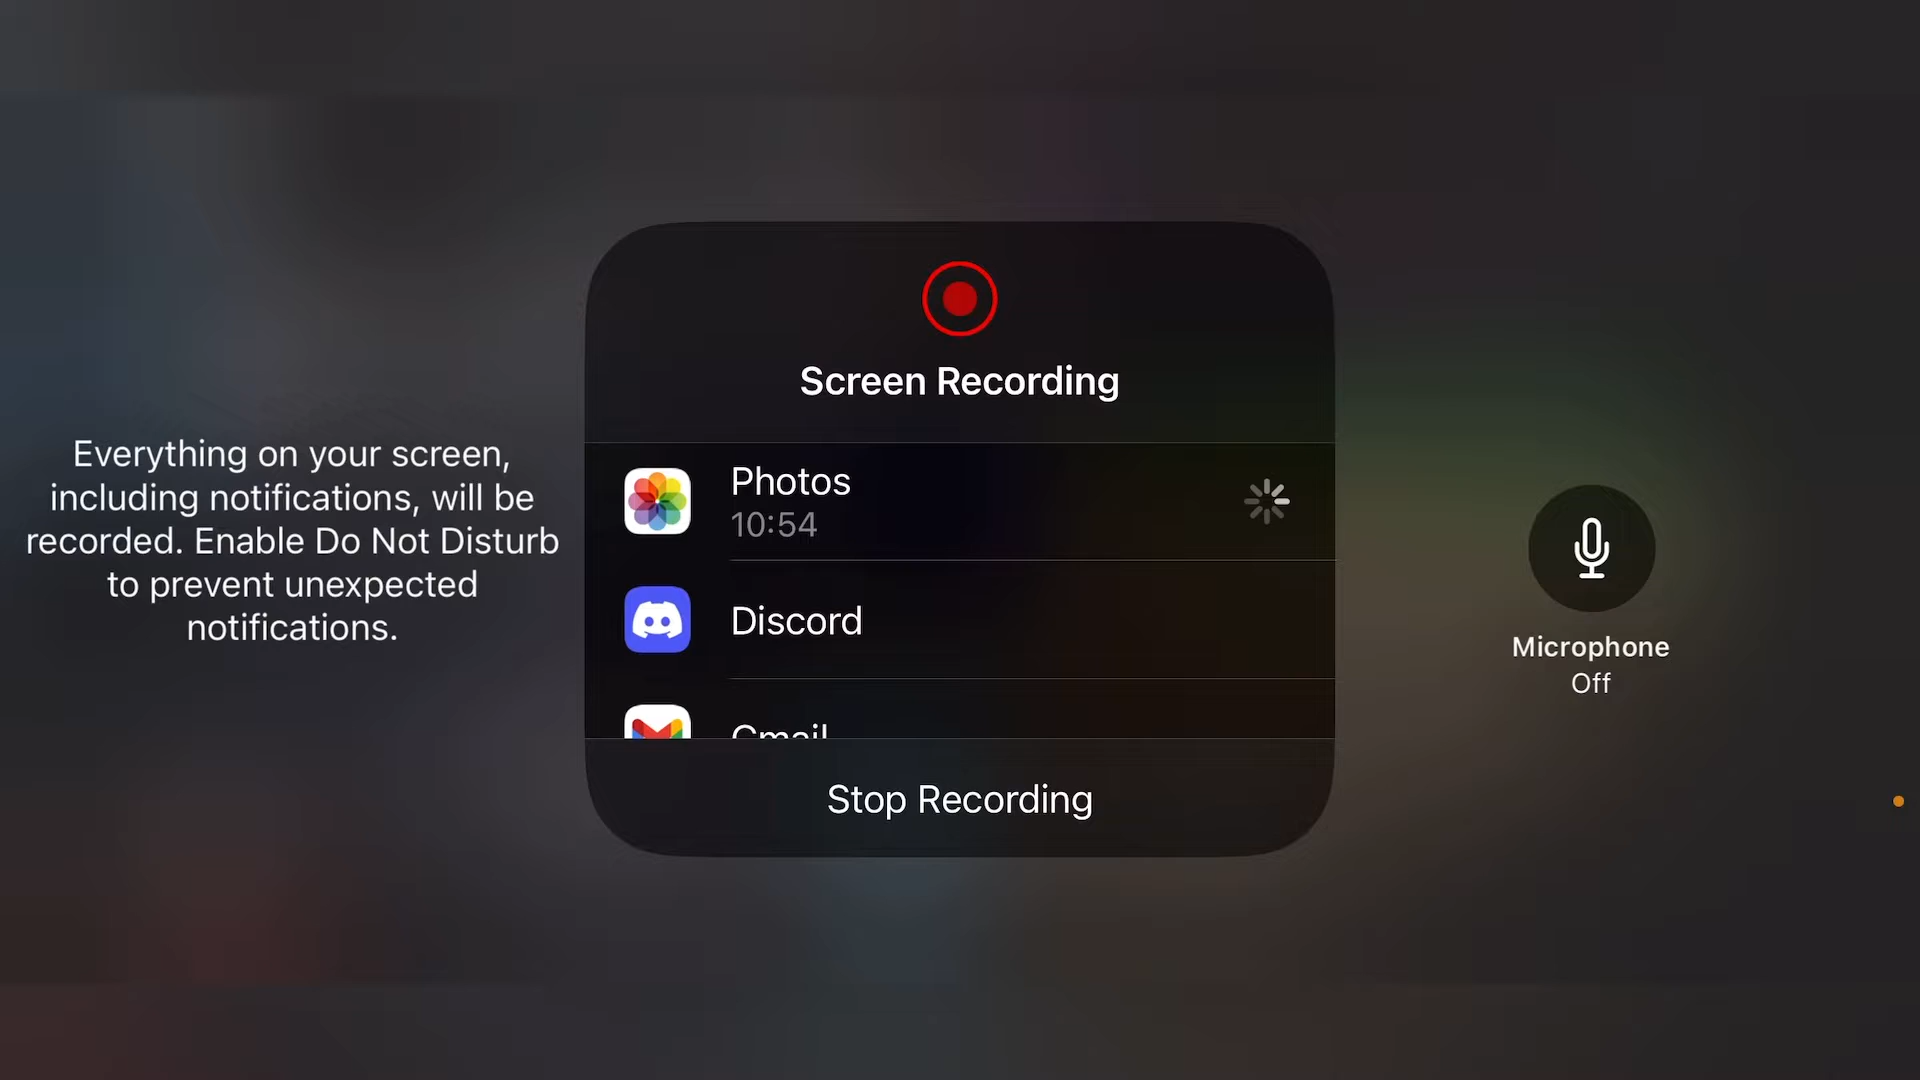 Screen Recording
Everything on your screen,
including notifications, will be
recorded. Enable Do Not Disturb
to prevent unexpected
notifications.
Photos
10:54
Discord
Gmail
Stop Recording
Microphone
Off